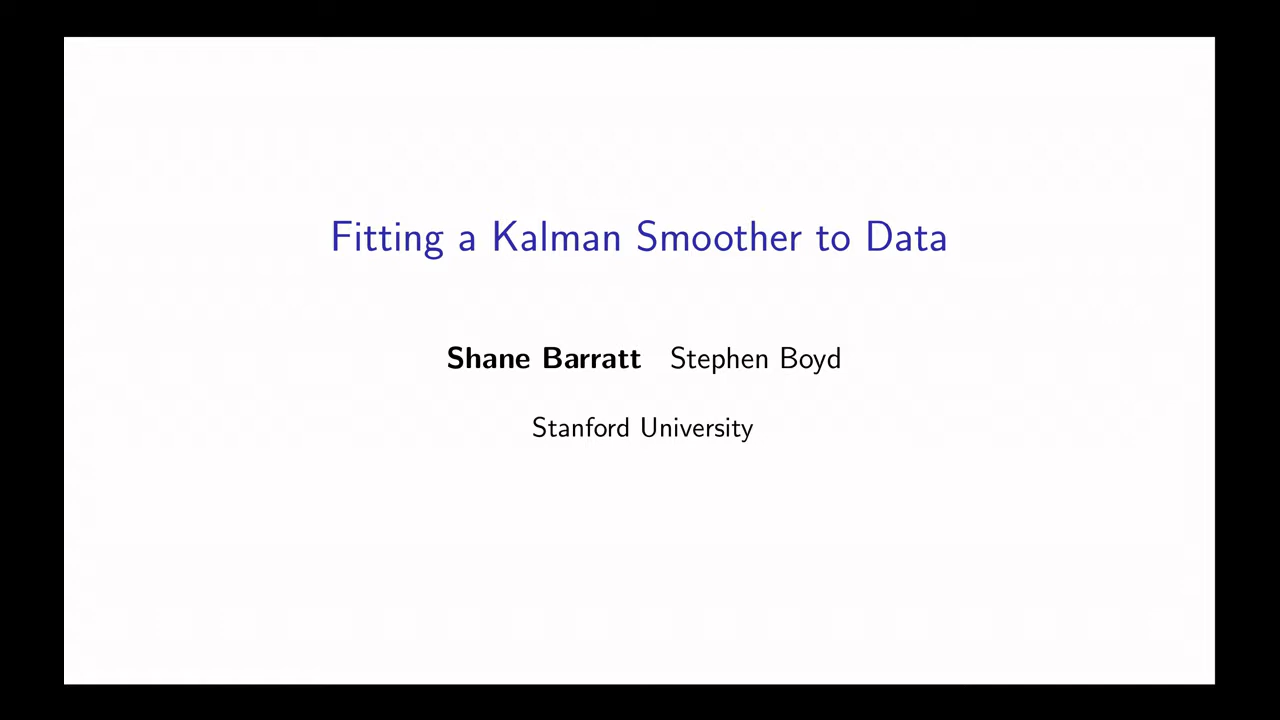 Fitting a Kalman Smoother to Data
Shane Barratt Stephen Boyd
Stanford University